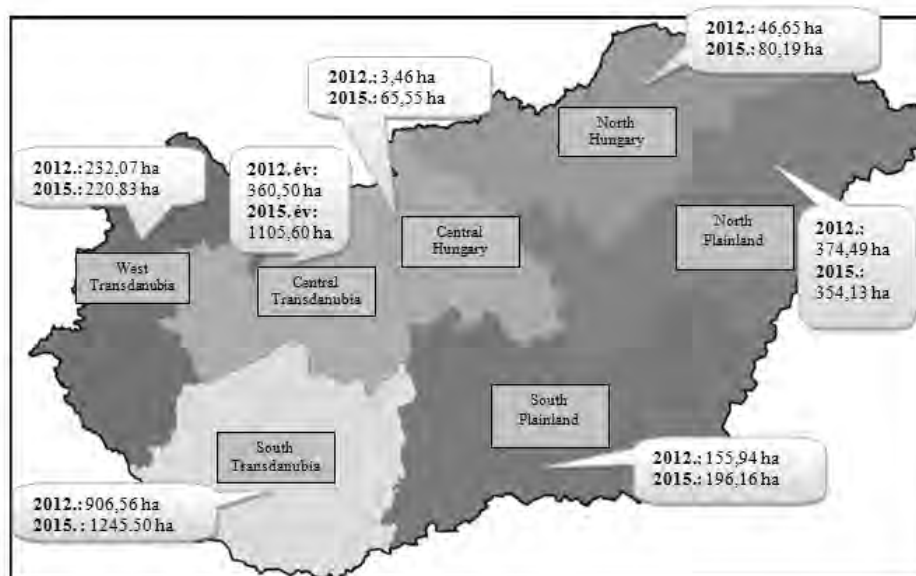 2012.: 46,65 ha
2015.: 80,19 ha
2012.: 3,46 ha
2015.: 65,55 ha
North
Hungary
2012.: 232,07 ha
2015.: 220,83 ha
2012. év:
360,50 ha
2015. év:
1105,60 ha
Central
Hungary
North
Plainland
2012.:
374,49 ha
2015.:
354,13 ha
West
Transdanubia
Central
Transdanubia
South
Plainland
South
Transdanubia
2012.: 155,94 ha
2015.: 196,16 ha
2012.: 906,56 ha
2015. : 1245.50 ha